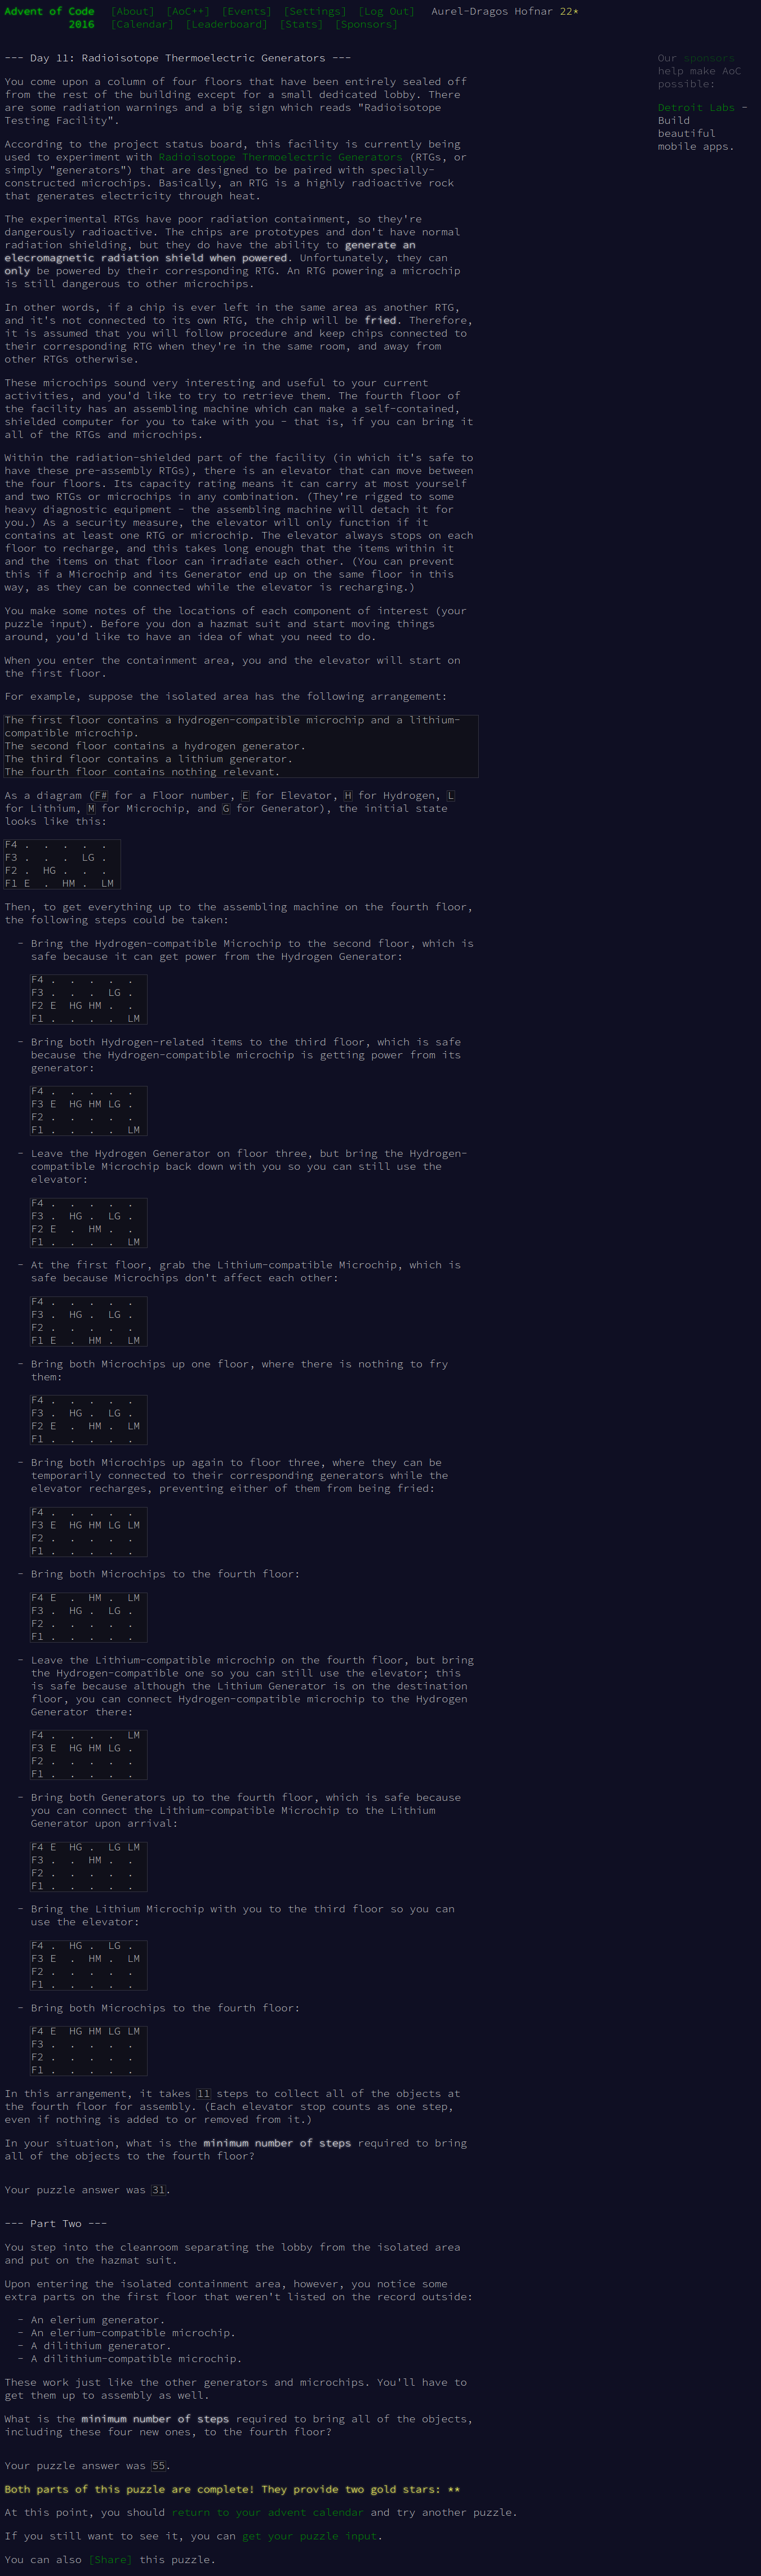 Advent of Code [About] [AoC++] [Events] [Settings] [Log Out] Aurel-Dragos Hofnar 22*
2016 [Calendar] [Leaderboard] [Stats] [Sponsors]
--- Day 11: Radioisotope Thermoelectric Generators ---
Our sponsors
help make AoC
possible:
Detroit Labs -
Build
beautiful
mobile apps.
You come upon a column of four floors that have been entirely sealed off
from the rest of the building except for a small dedicated lobby. There
are some radiation warnings and a big sign which reads "Radioisotope
Testing Facility".
According to the project status board, this facility is currently being
used to experiment with Radioisotope Thermoelectric Generators (RTGs, or
simply "generators") that are designed to be paired with specially-
constructed microchips. Basically, an RTG is a highly radioactive rock
that generates electricity through heat.
The experimental RTGs have poor radiation containment, so they're
dangerously radioactive. The chips are prototypes and don't have normal
radiation shielding, but they do have the ability to generate an
elecromagnetic radiation shield when powered. Unfortunately, they can
only be powered by their corresponding RTG. An RTG powering a microchip
is still dangerous to other microchips.
In other words, if a chip is ever left in the same area as another RTG,
and it's not connected to its own RTG, the chip will be fried. Therefore,
it is assumed that you will follow procedure and keep chips connected to
their corresponding RTG when they're in the same room, and away from
other RTGs otherwise.
These microchips sound very interesting and useful to your current
activities, and you'd like to try to retrieve them. The fourth floor of
the facility has an assembling machine which can make a self-contained,
shielded computer for you to take with you - that is, if you can bring it
all of the RTGs and microchips.
Within the radiation-shielded part of the facility (in which it's safe to
have these pre-assembly RTGs), there is an elevator that can move between
the four floors. Its capacity rating means it can carry at most yourself
and two RTGs or microchips in any combination. (They're rigged to some
heavy diagnostic equipment - the assembling machine will detach it for
you.) As a security measure, the elevator will only function if it
contains at least one RTG or microchip. The elevator always stops on each
floor to recharge, and this takes long enough that the items within it
and the items on that floor can irradiate each other. (You can prevent
this if a Microchip and its Generator end up on the same floor in this
way, as they can be connected while the elevator is recharging.)
You make some notes of the locations of each component of interest (your
puzzle input). Before you don a hazmat suit and start moving things
around, you'd like to have an idea of what you need to do.
When you enter the containment area, you and the elevator will start on
the first floor.
For example, suppose the isolated area has the following arrangement:
The first floor contains a hydrogen-compatible microchip and a lithium-
compatible microchip.
The second floor contains a hydrogen generator.
The third floor contains a lithium generator.
The fourth floor contains nothing relevant.
As a diagram (F# for a Floor number, E for Elevator, H for Hydrogen, L
for Lithium, M for Microchip, and G for Generator), the initial state
looks like this:
F4 .  .  .  .  .
F3 .  .  .  LG .
F2 .  HG .  .  .
F1 E  .  HM .  LM
Then, to get everything up to the assembling machine on the fourth floor,
the following steps could be taken:
- Bring the Hydrogen-compatible Microchip to the second floor, which is
safe because it can get power from the Hydrogen Generator:
F4 .  .  .  .  .
F3 .  .  .  LG .
F2 E  HG HM .  .
F1 .  .  .  .  LM
- Bring both Hydrogen-related items to the third floor, which is safe
because the Hydrogen-compatible microchip is getting power from its
generator:
F4 .  .  .  .  .
F3 E  HG HM LG .
F2 .  .  .  .  .
F1 .  .  .  .  LM
- Leave the Hydrogen Generator on floor three, but bring the Hydrogen-
compatible Microchip back down with you so you can still use the
elevator:
F4 .  .  .  .  .
F3 .  HG .  LG .
F2 E  .  HM .  .
F1 .  .  .  .  LM
- At the first floor, grab the Lithium-compatible Microchip, which is
safe because Microchips don't affect each other:
F4 .  .  .  .  .
F3 .  HG .  LG .
F2 .  .  .  .  .
F1 E  .  HM .  LM
- Bring both Microchips up one floor, where there is nothing to fry
them:
F4 .  .  .  .  .
F3 .  HG .  LG .
F2 E  .  HM .  LM
F1 .  .  .  .  .
- Bring both Microchips up again to floor three, where they can be
temporarily connected to their corresponding generators while the
elevator recharges, preventing either of them from being fried:
F4 .  .  .  .  .
F3 E  HG HM LG LM
F2 .  .  .  .  .
F1 .  .  .  .  .
- Bring both Microchips to the fourth floor:
F4 E  .  HM .  LM
F3 .  HG .  LG .
F2 .  .  .  .  .
F1 .  .  .  .  .
- Leave the Lithium-compatible microchip on the fourth floor, but bring
the Hydrogen-compatible one so you can still use the elevator; this
is safe because although the Lithium Generator is on the destination
floor, you can connect Hydrogen-compatible microchip to the Hydrogen
Generator there:
F4 .  .  .  .  LM
F3 E  HG HM LG .
F2 .  .  .  .  .
F1 .  .  .  .  .
- Bring both Generators up to the fourth floor, which is safe because
you can connect the Lithium-compatible Microchip to the Lithium
Generator upon arrival:
F4 E  HG .  LG LM
F3 .  .  HM .  .
F2 .  .  .  .  .
F1 .  .  .  .  .
- Bring the Lithium Microchip with you to the third floor so you can
use the elevator:
F4 .  HG .  LG .
F3 E  .  HM .  LM
F2 .  .  .  .  .
F1 .  .  .  .  .
- Bring both Microchips to the fourth floor:
F4 E  HG HM LG LM
F3 .  .  .  .  .
F2 .  .  .  .  .
F1 .  .  .  .  .
In this arrangement, it takes 11 steps to collect all of the objects at
the fourth floor for assembly. (Each elevator stop counts as one step,
even if nothing is added to or removed from it.)
In your situation, what is the minimum number of steps required to bring
all of the objects to the fourth floor?
Your puzzle answer was 31.
--- Part Two ---
You step into the cleanroom separating the lobby from the isolated area
and put on the hazmat suit.
Upon entering the isolated containment area, however, you notice some
extra parts on the first floor that weren't listed on the record outside:
- An elerium generator.
- An elerium-compatible microchip.
- A dilithium generator.
- A dilithium-compatible microchip.
These work just like the other generators and microchips. You'll have to
get them up to assembly as well.
What is the minimum number of steps required to bring all of the objects,
including these four new ones, to the fourth floor?
Your puzzle answer was 55.
Both parts of this puzzle are complete! They provide two gold stars: **
At this point, you should return to your advent calendar and try another puzzle.
If you still want to see it, you can get your puzzle input.
You can also [Share] this puzzle.